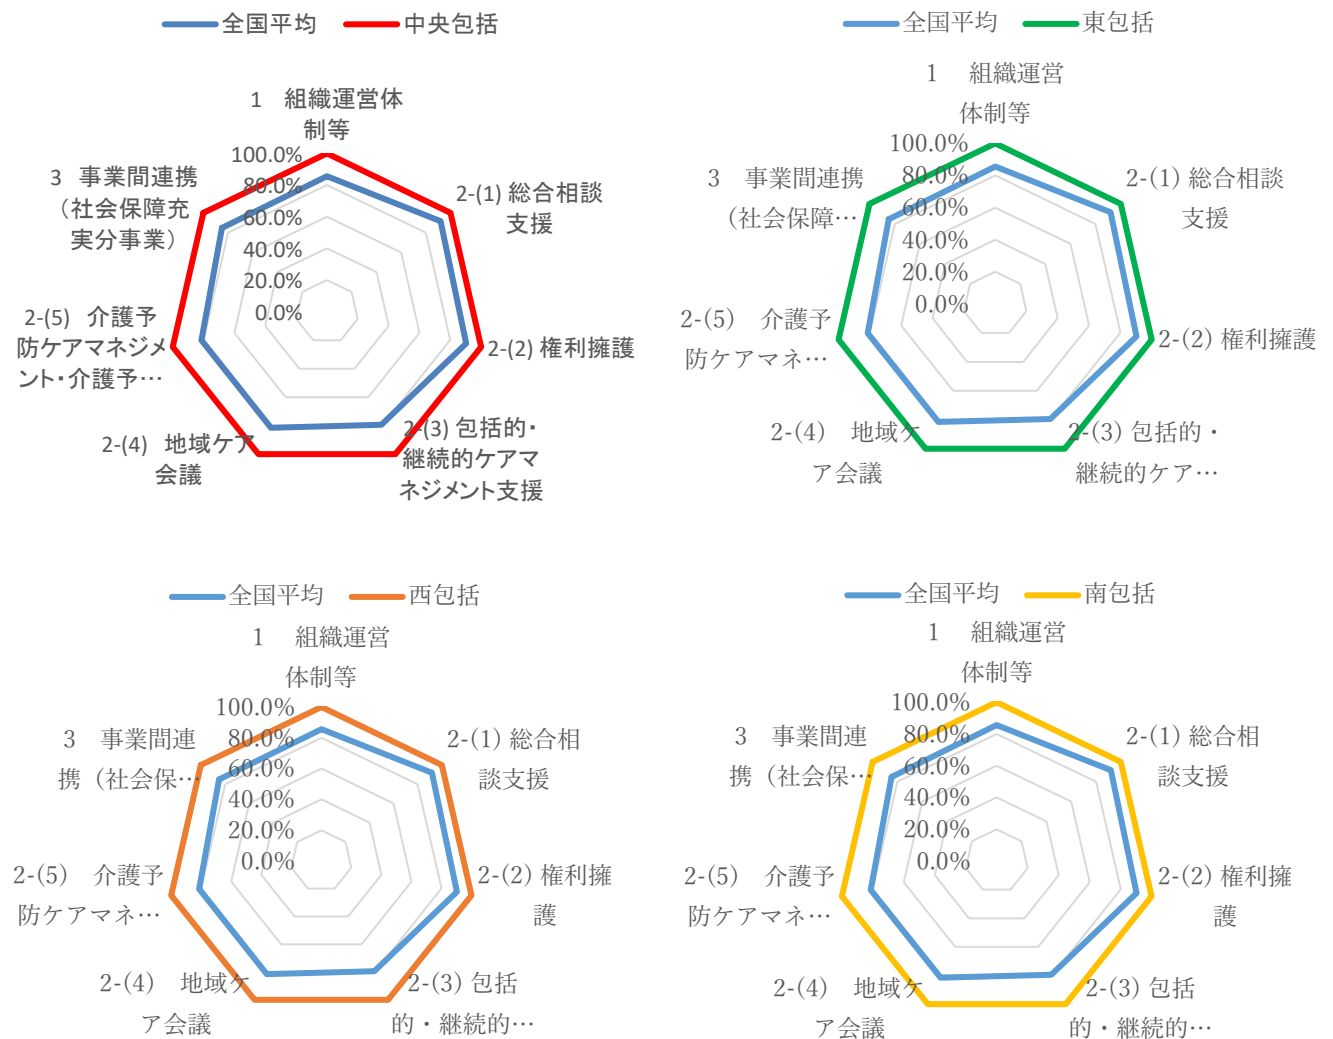 全国平均 中央包括
1 組織運営体
制等
100.0%
80.0%
60.0%
40.0%
20.0%
0.0%
2-(1) 総合相談
支援
2-(2) 権利擁護
2-(3) 包括的・
継続的ケアマ
ネジメント支援
2-(4) 地域ケア
会議
2-(5) 介護予
防ケアマネジメ
ント・介護予…
3 事業間連携
（社会保障充
実分事業）
全国平均 東包括
1 組織運営
体制等
100.0%
80.0%
60.0%
40.0%
20.0%
0.0%
2-(1) 総合相談
支援
2-(2) 権利擁護
2-(3) 包括的・
継続的ケア…
2-(4) 地域ケ
ア会議
2-(5) 介護予
防ケアマネ…
3 事業間連携
（社会保障…
全国平均 西包括
1 組織運営
体制等
100.0%
80.0%
60.0%
40.0%
20.0%
0.0%
2-(1) 総合相
談支援
2-(2) 権利擁
護
2-(3) 包括
的・継続的…
2-(4) 地域ケ
ア会議
2-(5) 介護予
防ケアマネ…
3 事業間連
携（社会保…
全国平均 南包括
1 組織運営
体制等
100.0%
80.0%
60.0%
40.0%
20.0%
0.0%
2-(1) 総合相
談支援
2-(2) 権利擁
護
2-(3) 包括
的・継続的…
2-(4) 地域ケ
ア会議
2-(5) 介護予
防ケアマネ…
3 事業間連
携（社会保…